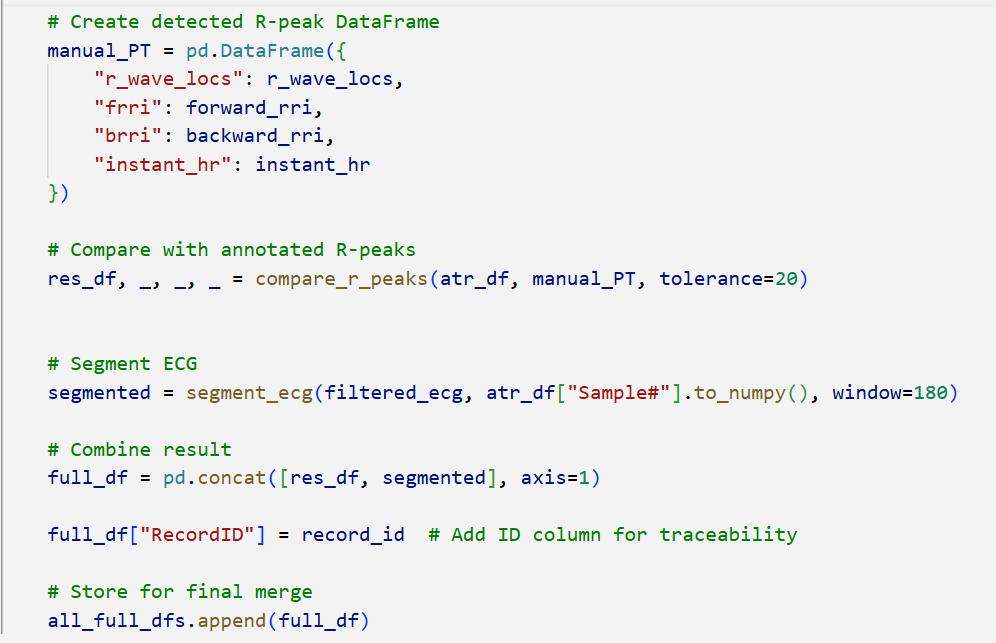 # Create detected R-peak DataFrame
manual_PT = pd.DataFrame({
    "r_wave_locs": r_wave_locs,
    "frri": forward_rri,
    "brri": backward_rri,
    "instant_hr": instant_hr
})
# Compare with annotated R-peaks
res_df, _, _, _ = compare_r_peaks(atr_df, manual_PT, tolerance=20)
# Segment ECG
segmented = segment_ecg(filtered_ecg, atr_df["Sample#"].to_numpy(), window=180)
# Combine result
full_df = pd.concat([res_df, segmented], axis=1)
full_df["RecordID"] = record_id  # Add ID column for traceability
# Store for final merge
all_full_dfs.append(full_df)